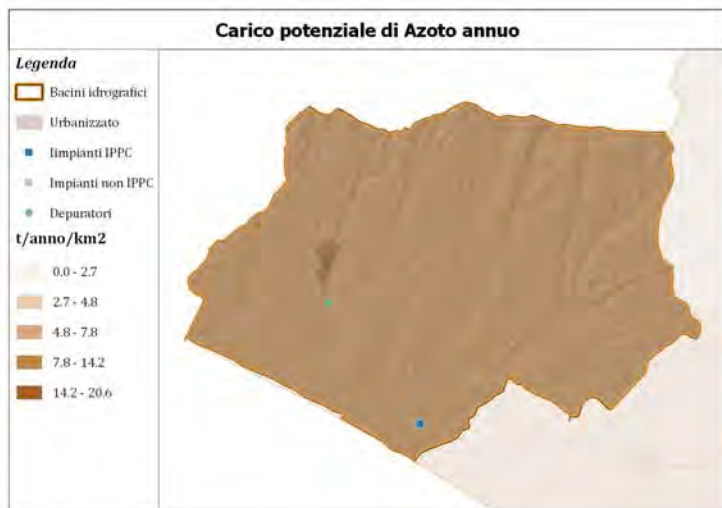 Carico potenziale di Azoto annuo
Legenda
Bacini idrografici
Urbanizzato
Iimpianti IPPC
Impianti non IPPC
Depuratori
t/anno/km2
0.0 - 2.7
2.7 - 4.8
4.8 - 7.8
7.8 - 14.2
14.2 - 20.6